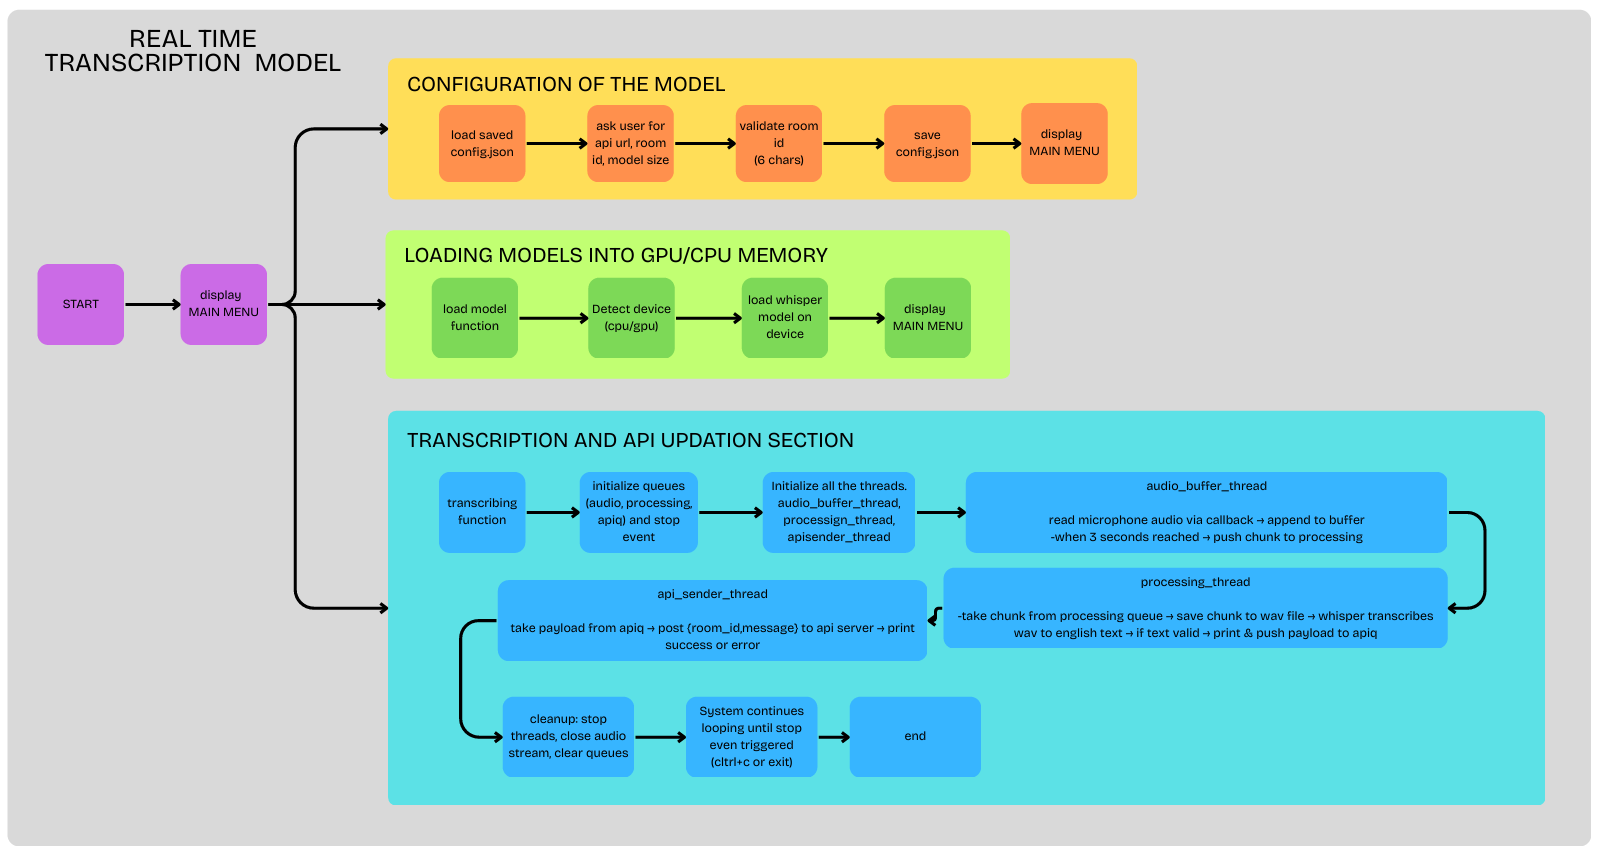 REAL TIME
TRANSCRIPTION MODEL
CONFIGURATION OF THE MODEL
load saved
config.json
ask user for
api url, room
id, model size
validate room
id
(6 chars)
save
config.json
display
MAIN MENU
START
display
MAIN MENU
LOADING MODELS INTO GPU/CPU MEMORY
load model
function
Detect device
(cpu/gpu)
load whisper
model on
device
display
MAIN MENU
TRANSCRIPTION AND API UPDATION SECTION
transcribing
function
initialize queues
(audio, processing,
apiq) and stop
event
Initialize all the threads.
audio_buffer_thread,
processign_thread,
apisender_thread
audio_buffer_thread
read microphone audio via callback → append to buffer
-when 3 seconds reached → push chunk to processing
processing_thread
-take chunk from processing queue → save chunk to wav file → whisper transcribes
wav to english text → if text valid → print & push payload to apiq
api_sender_thread
take payload from apiq → post {room_id,message} to api server → print
success or error
cleanup: stop
threads, close audio
stream, clear queues
System continues
looping until stop
even triggered
(cltrl+c or exit)
end